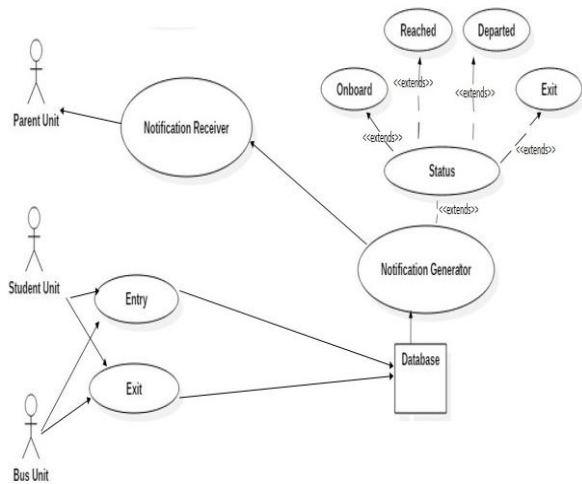 Reached
Departed
<<extends>>
<<extends>>
Onboard
Exit
<<extends>>
<<extends>>
Parent Unit
Notification Receiver
Status
<<extends>>
Notification Generator
Student Unit
Entry
Database
Exit
Bus Unit